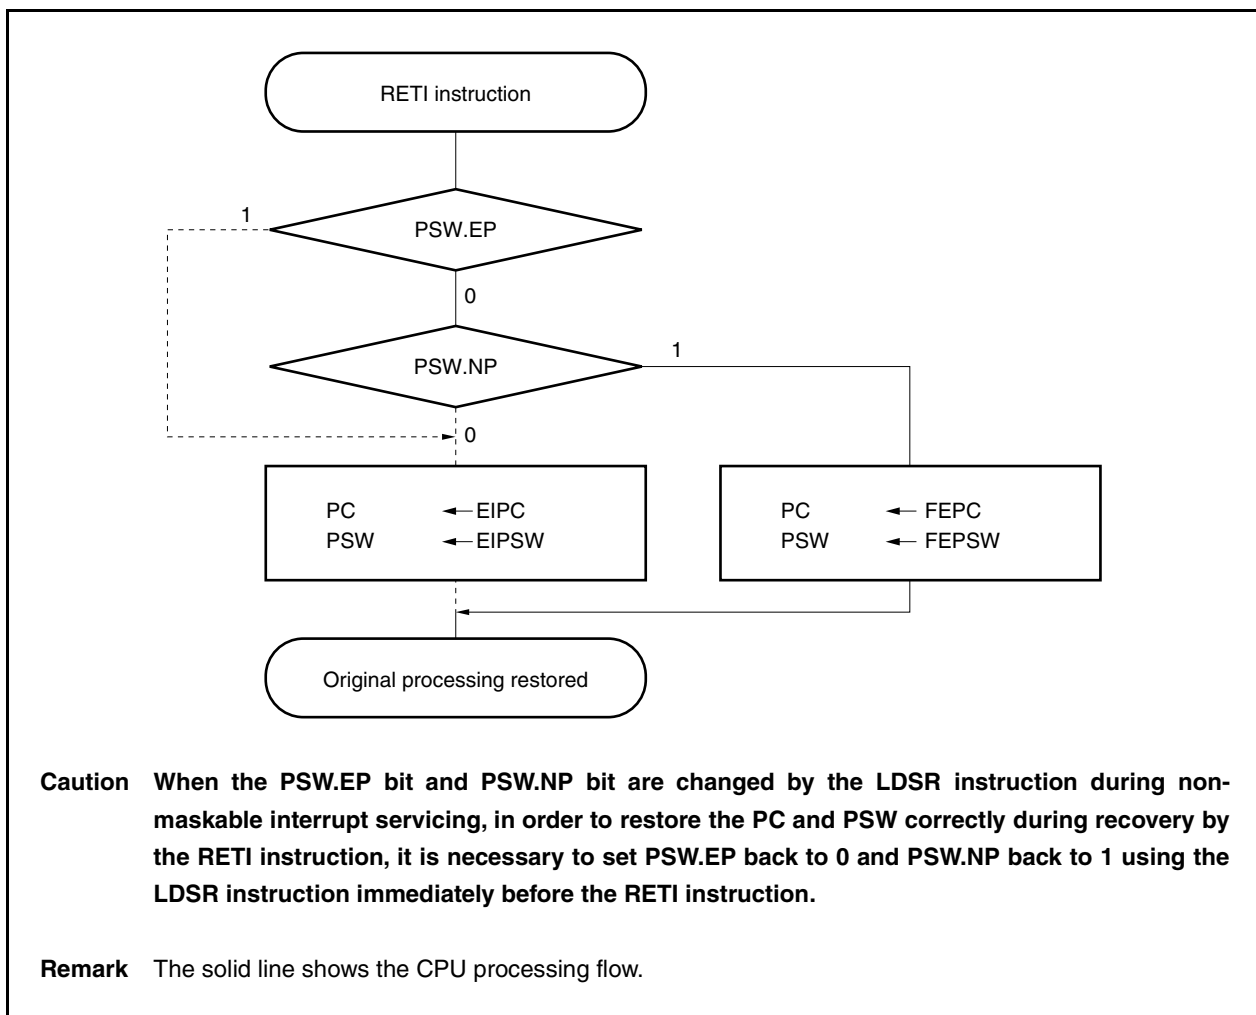 RETI instruction
1
PSW.EP
0
PSW.NP
1
0
PC ← EIPC
PSW ← EIPSW
PC ← FEPC
PSW ← FEPSW
Original processing restored
Caution When the PSW.EP bit and PSW.NP bit are changed by the LDSR instruction during non-
maskable interrupt servicing, in order to restore the PC and PSW correctly during recovery by
the RETI instruction, it is necessary to set PSW.EP back to 0 and PSW.NP back to 1 using the
LDSR instruction immediately before the RETI instruction.
Remark The solid line shows the CPU processing flow.